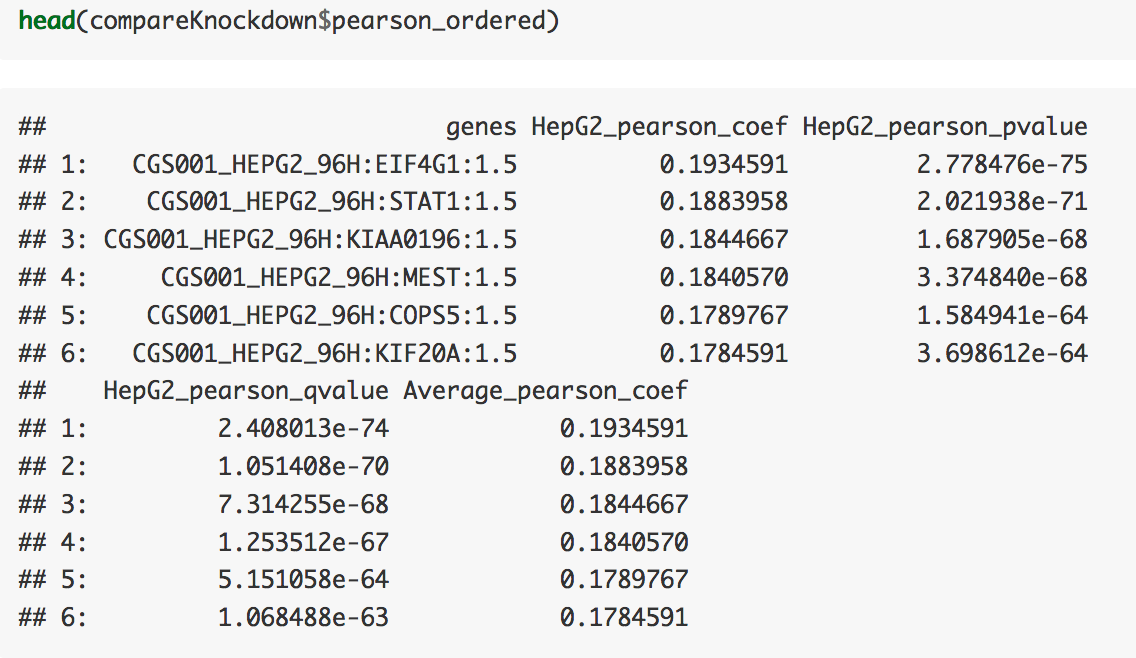 head(compareKnockdown$pearson_ordered)
## genes HepG2_pearson_coef HepG2_pearson_pvalue
## 1: CGS001_HEPG2_96H:EIF4G1:1.5 0.1934591 2.778476e-75
## 2: CGS001_HEPG2_96H:STAT1:1.5 0.1883958 2.021938e-71
## 3: CGS001_HEPG2_96H:KIAA0196:1.5 0.1844667 1.687905e-68
## 4: CGS001_HEPG2_96H:MEST:1.5 0.1840570 3.374840e-68
## 5: CGS001_HEPG2_96H:COPS5:1.5 0.1789767 1.584941e-64
## 6: CGS001_HEPG2_96H:KIF20A:1.5 0.1784591 3.698612e-64
## HepG2_pearson_qvalue Average_pearson_coef
## 1: 2.408013e-74 0.1934591
## 2: 1.051408e-70 0.1883958
## 3: 7.314255e-68 0.1844667
## 4: 1.253512e-67 0.1840570
## 5: 5.151058e-64 0.1789767
## 6: 1.068488e-63 0.1784591